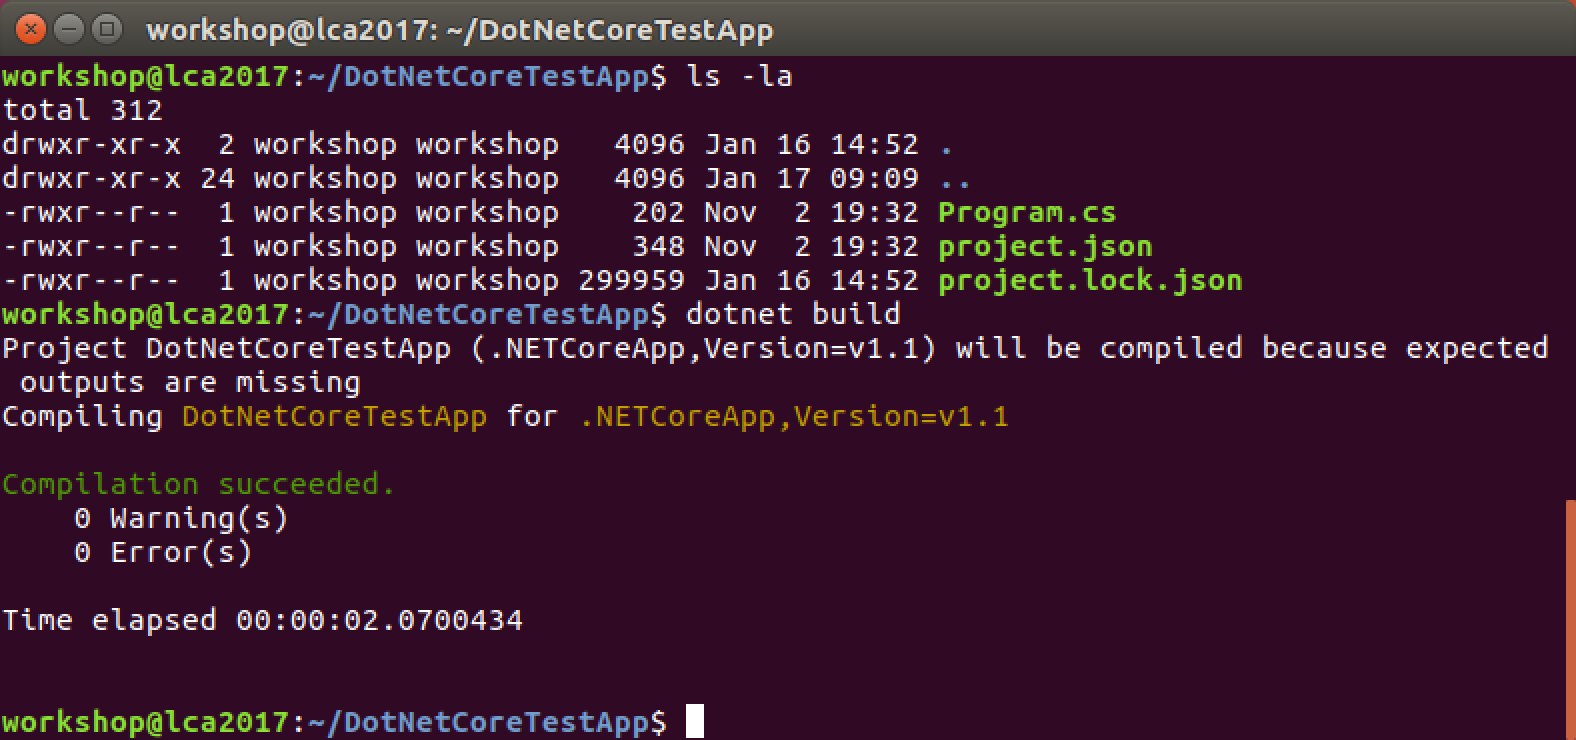 workshop@lca2017: ~/DotNetCoreTestApp
workshop@lca2017:~/DotNetCoreTestApp$ ls -la
total 312
drwxr-xr-x  2 workshop workshop   4096 Jan 16 14:52 .
drwxr-xr-x 24 workshop workshop   4096 Jan 17 09:09 ..
-rwxr--r--  1 workshop workshop    202 Nov  2 19:32 Program.cs
-rwxr--r--  1 workshop workshop    348 Nov  2 19:32 project.json
-rwxr--r--  1 workshop workshop 299959 Jan 16 14:52 project.lock.json
workshop@lca2017:~/DotNetCoreTestApp$ dotnet build
Project DotNetCoreTestApp (.NETCoreApp,Version=v1.1) will be compiled because expected
 outputs are missing
Compiling DotNetCoreTestApp for .NETCoreApp,Version=v1.1
Compilation succeeded.
    0 Warning(s)
    0 Error(s)
Time elapsed 00:00:02.0700434
workshop@lca2017:~/DotNetCoreTestApp$